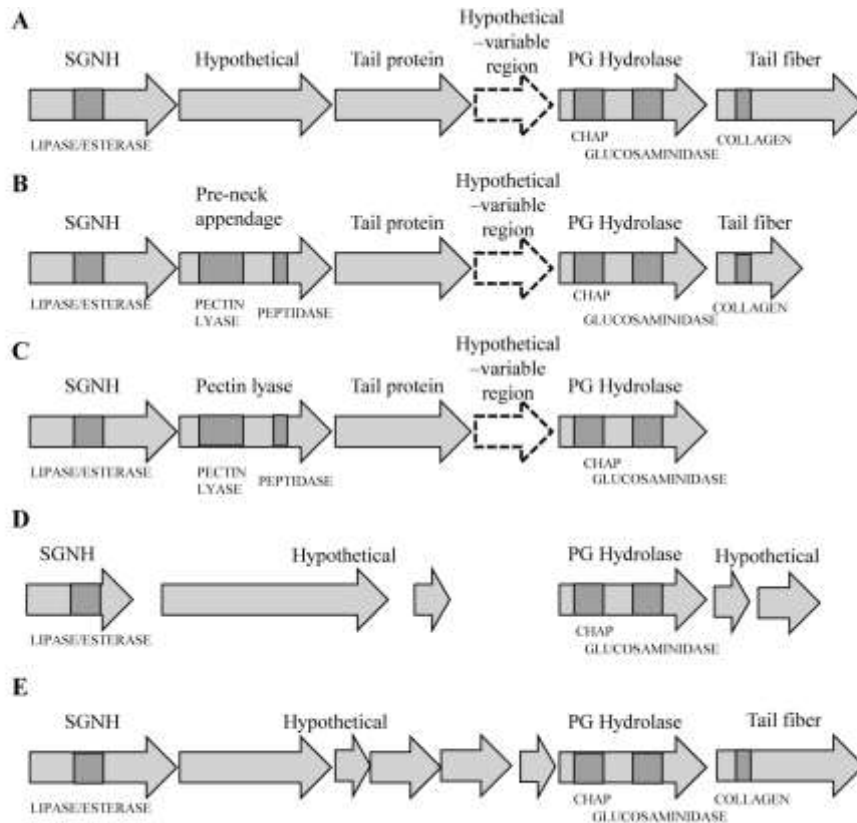 A
SGNH
Hypothetical
Tail protein
Hypothetical
–variable
region
PG Hydrolase
Tail fiber
LIPASE/ESTERASE
CHAP
GLUCOSAMINIDASE
COLLAGEN
B
SGNH
Pre-neck
appendage
Tail protein
Hypothetical
–variable
region
PG Hydrolase
Tail fiber
LIPASE/ESTERASE
PECTIN
LYASE
PEPTIDASE
CHAP
GLUCOSAMINIDASE
COLLAGEN
C
SGNH
Pectin lyase
Tail protein
Hypothetical
–variable
region
PG Hydrolase
LIPASE/ESTERASE
PECTIN
LYASE
PEPTIDASE
CHAP
GLUCOSAMINIDASE
D
SGNH
Hypothetical
PG Hydrolase
Hypothetical
LIPASE/ESTERASE
CHAP
GLUCOSAMINIDASE
E
SGNH
Hypothetical
PG Hydrolase
Tail fiber
LIPASE/ESTERASE
CHAP
GLUCOSAMINIDASE
COLLAGEN